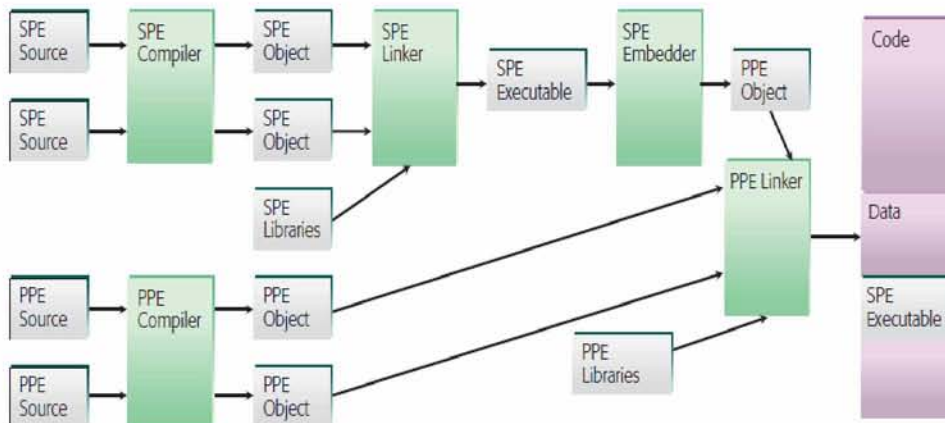 SPE
Source
SPE
Compiler
SPE
Object
SPE
Linker
SPE
Executable
SPE
Embedder
PPE
Object
Code
SPE
Source
SPE
Object
SPE
Libraries
PPE Linker
Data
PPE
Source
PPE
Compiler
PPE
Object
SPE
Executable
PPE
Source
PPE
Object
PPE
Libraries